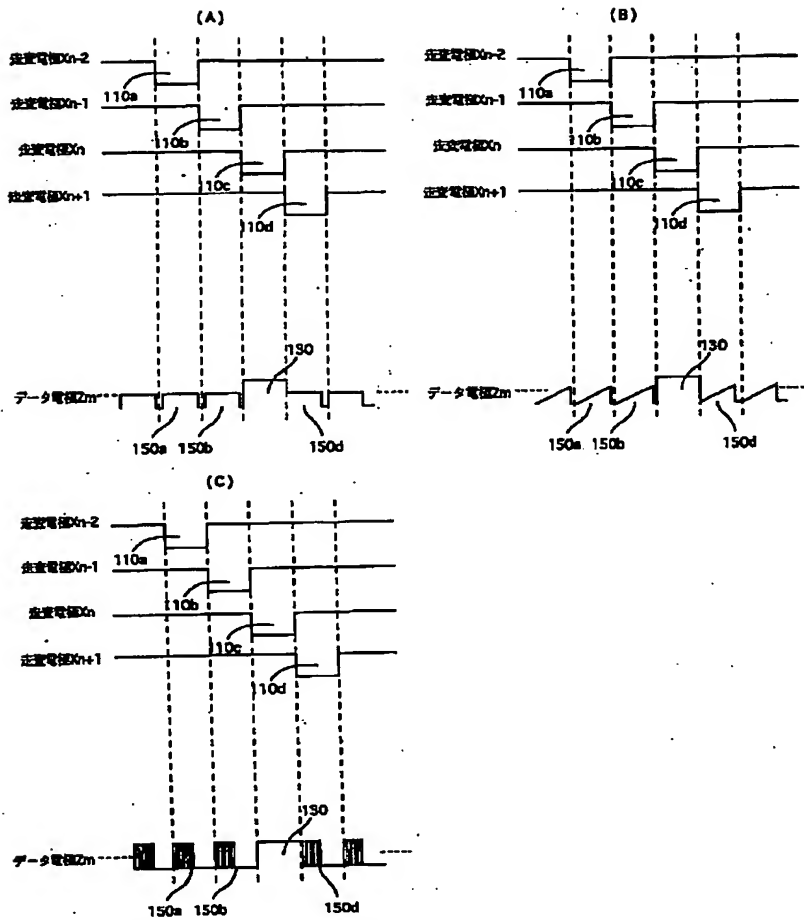 (A)
走査電極Xn-2
110a
走査電極Xn-1
110b
走査電極Xn
110c
走査電極Xn+1
110d
130
データ電極Zm
150a
150b
150d
(B)
走査電極Xn-2
110a
走査電極Xn-1
110b
走査電極Xn
110c
走査電極Xn+1
110d
130
データ電極Zm
150a
150b
150d
(C)
走査電極Xn-2
110a
走査電極Xn-1
110b
走査電極Xn
110c
走査電極Xn+1
110d
130
データ電極Zm
150a
150b
150d